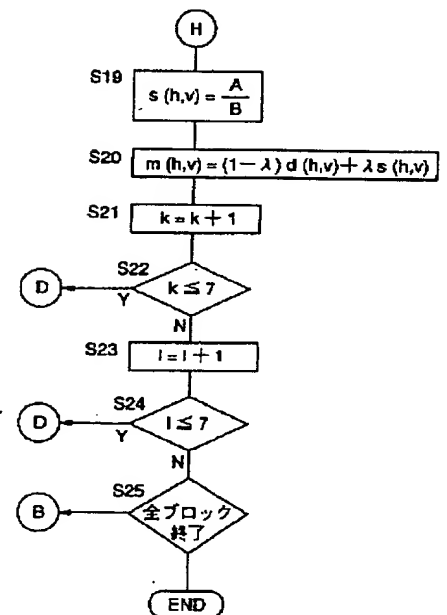 H
S19
s (h,v) = A
B
S20
m (h,v) = (1－λ) d (h,v) + λ s (h,v)
S21
k = k + 1
S22
k ≤ 7
D
Y
N
S23
l = l + 1
S24
l ≤ 7
D
Y
N
S25
全ブロック
終了
B
END